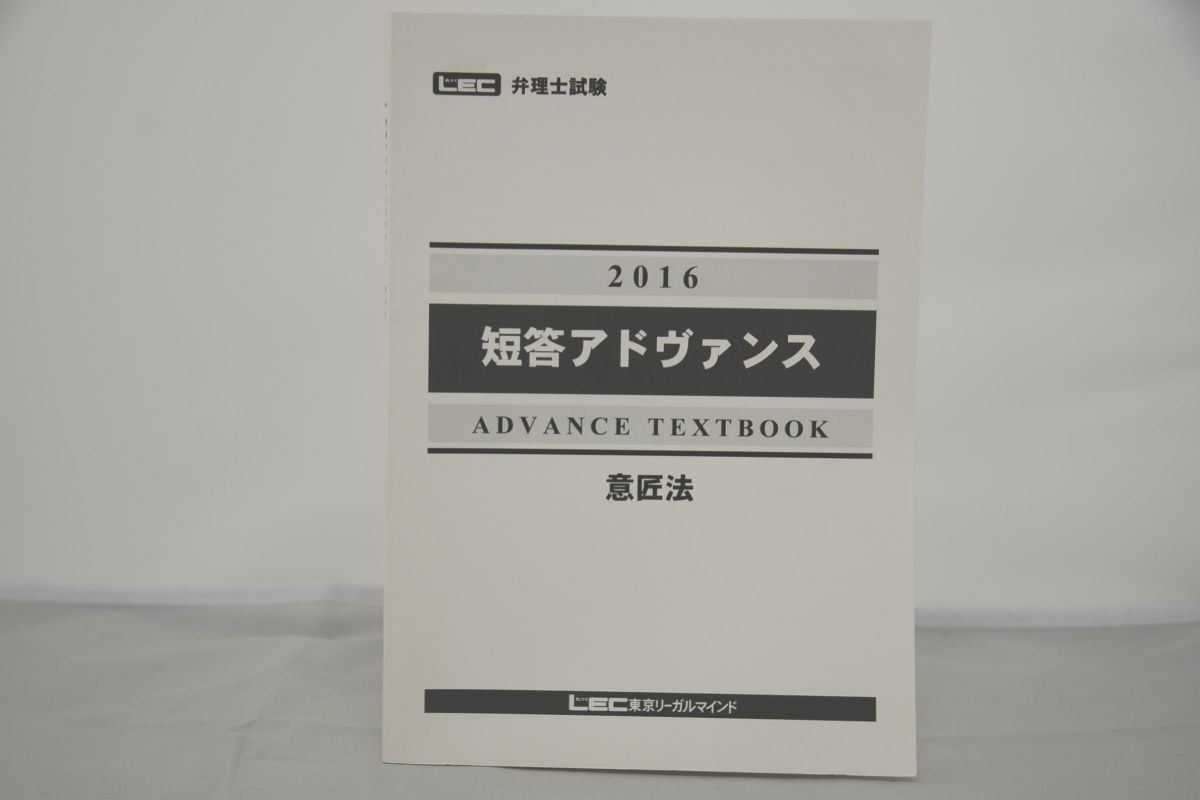 LEC 弁理士試験
2016
短答アドヴァンス
ADVANCE TEXTBOOK
意匠法
LEC東京リーガルマインド